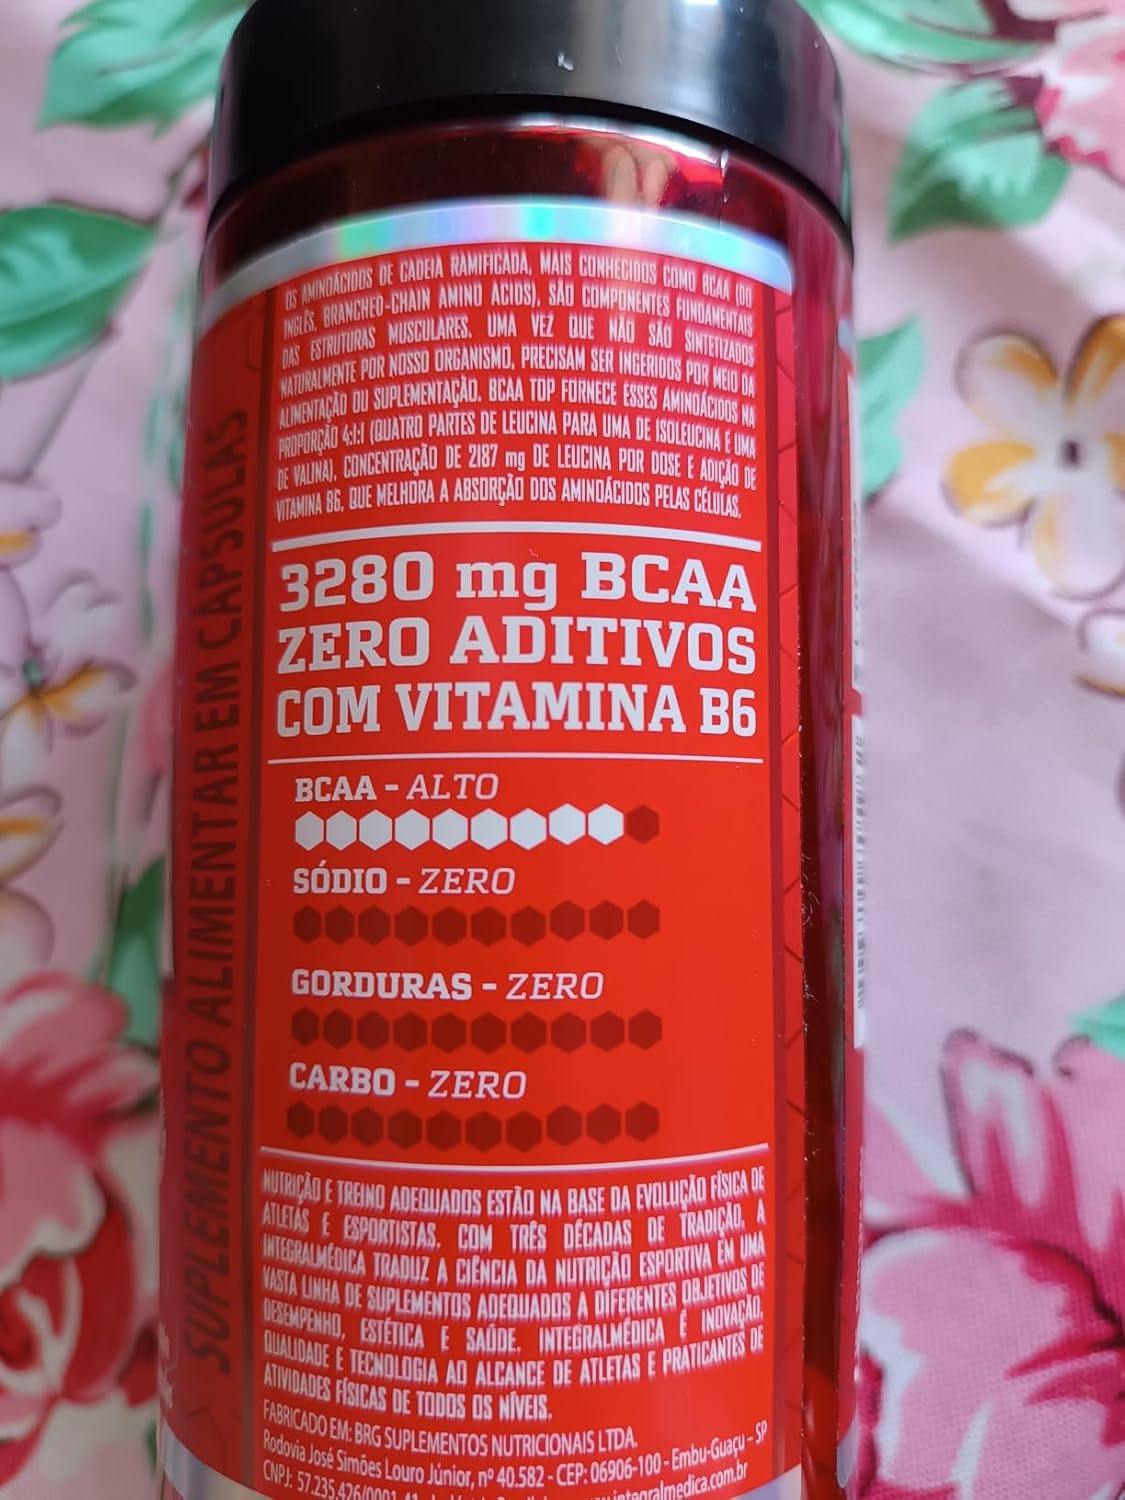 OS AMINOÁCIDOS DE CADEIA RAMIFICADA, MAIS CONHECIDOS COMO BCAA (DO
INGLÊS, BRANCHED-CHAIN AMINO ACIDS), SÃO COMPONENTES FUNDAMENTAIS
DAS ESTRUTURAS MUSCULARES. UMA VEZ QUE NÃO SÃO SINTETIZADOS
NATURALMENTE POR NOSSO ORGANISMO, PRECISAM SER INGERIDOS POR MEIO DA
ALIMENTAÇÃO OU SUPLEMENTAÇÃO. BCAA TOP FORNECE ESSES AMINOÁCIDOS NA
PROPORÇÃO 4:1:1 (QUATRO PARTES DE LEUCINA PARA UMA DE ISOLEUCINA E UMA
DE VALINA), CONCENTRAÇÃO DE 2187 mg DE LEUCINA POR DOSE E ADIÇÃO DE
VITAMINA B6, QUE MELHORA A ABSORÇÃO DOS AMINOÁCIDOS PELAS CÉLULAS.
3280 mg BCAA
ZERO ADITIVOS
COM VITAMINA B6
BCAA - ALTO
SÓDIO - ZERO
GORDURAS - ZERO
CARBO - ZERO
NUTRIÇÃO E TREINO ADEQUADOS ESTÃO NA BASE DA EVOLUÇÃO FÍSICA DE
ATLETAS E ESPORTISTAS. COM TRÊS DÉCADAS DE TRADIÇÃO, A
INTEGRALMÉDICA TRADUZ A CIÊNCIA DA NUTRIÇÃO ESPORTIVA EM UMA
VASTA LINHA DE SUPLEMENTOS ADEQUADOS A DIFERENTES OBJETIVOS DE
DESEMPENHO, ESTÉTICA E SAÚDE. INTEGRALMÉDICA É INOVAÇÃO,
QUALIDADE E TECNOLOGIA AO ALCANCE DE ATLETAS E PRATICANTES DE
ATIVIDADES FÍSICAS DE TODOS OS NÍVEIS.
FABRICADO EM: BRG SUPLEMENTOS NUTRICIONAIS LTDA.
Rodovia José Simões Louro Júnior, nº 40.582 - CEP: 06906-100 - Embu-Guaçu - SP
CNPJ: 57.235.426/0001-41
SUPLEMENTO ALIMENTAR EM CÁPSULAS